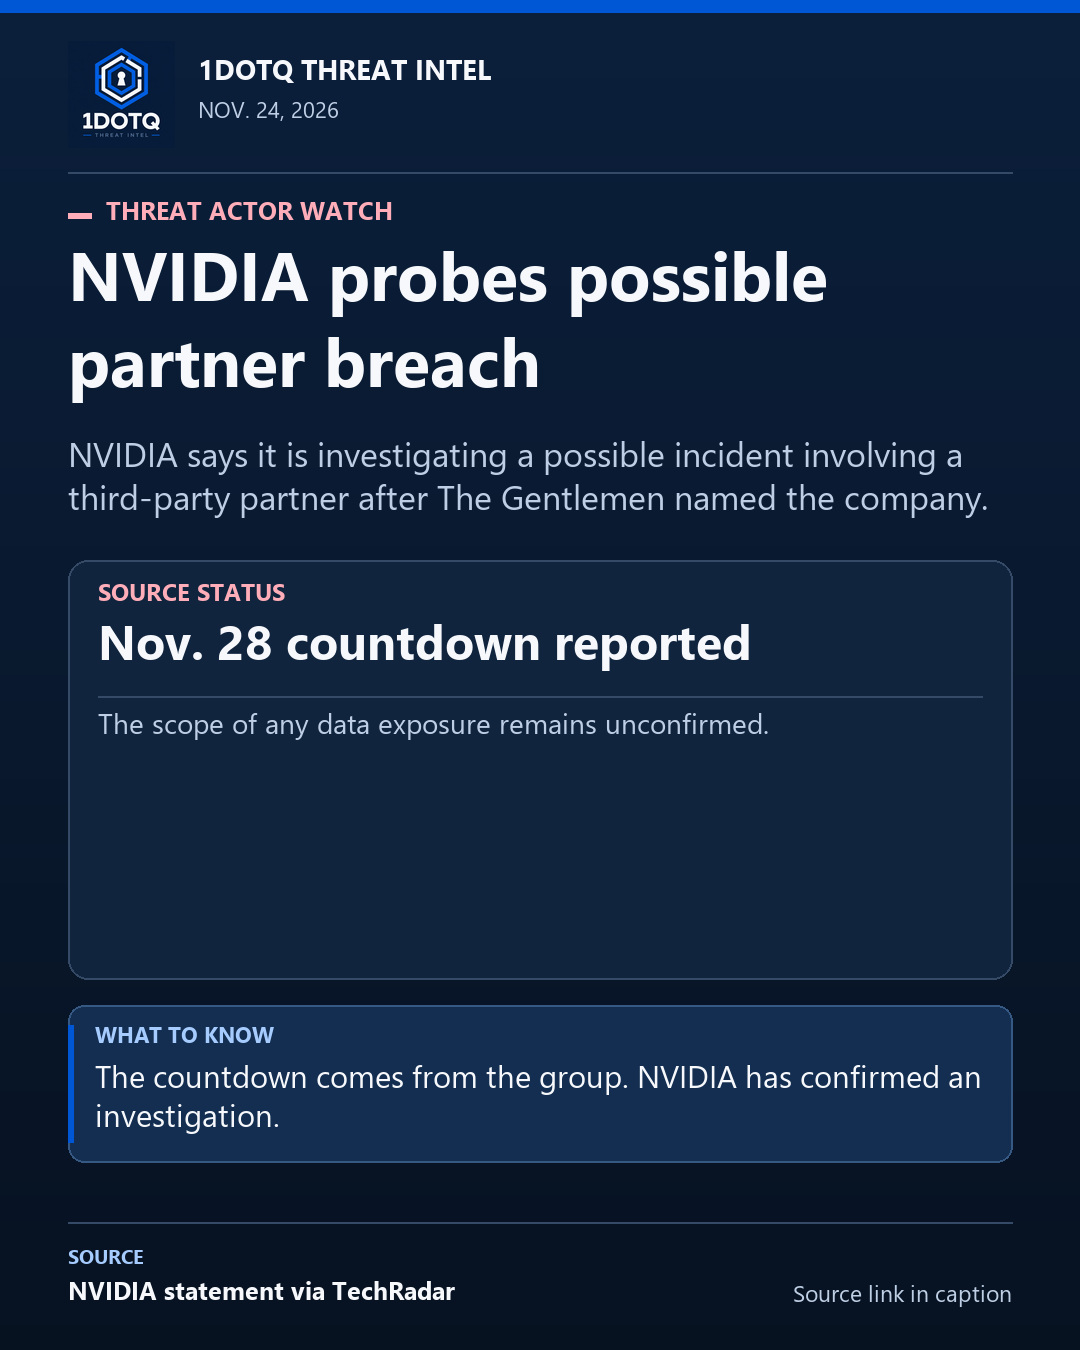 1DOTQ THREAT INTEL
NOV. 24, 2026
1DOTQ
THREAT INTEL
THREAT ACTOR WATCH
NVIDIA probes possible
partner breach
NVIDIA says it is investigating a possible incident involving a
third-party partner after The Gentlemen named the company.
SOURCE STATUS
Nov. 28 countdown reported
The scope of any data exposure remains unconfirmed.
WHAT TO KNOW
The countdown comes from the group. NVIDIA has confirmed an
investigation.
SOURCE
NVIDIA statement via TechRadar
Source link in caption